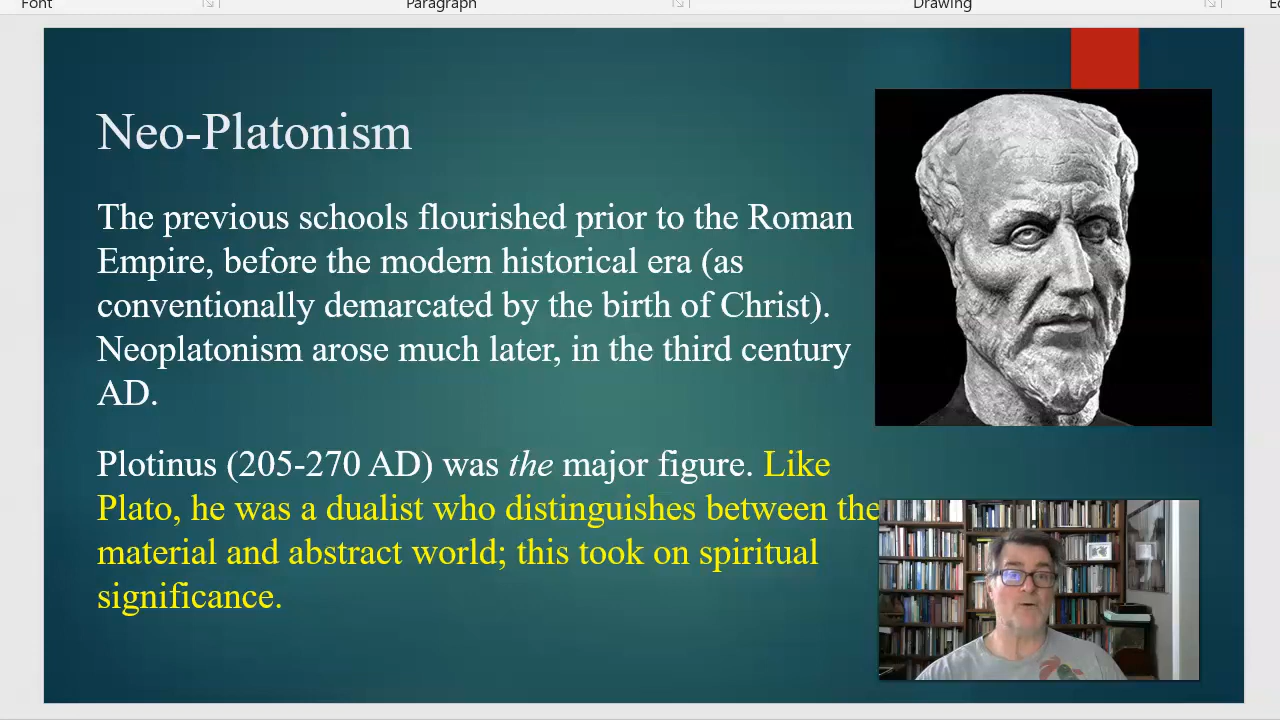 Font Paragraph Drawing
Neo-Platonism
The previous schools flourished prior to the Roman
Empire, before the modern historical era (as
conventionally demarcated by the birth of Christ).
Neoplatonism arose much later, in the third century
AD.
Plotinus (205-270 AD) was the major figure. Like
Plato, he was a dualist who distinguishes between the
material and abstract world; this took on spiritual
significance.